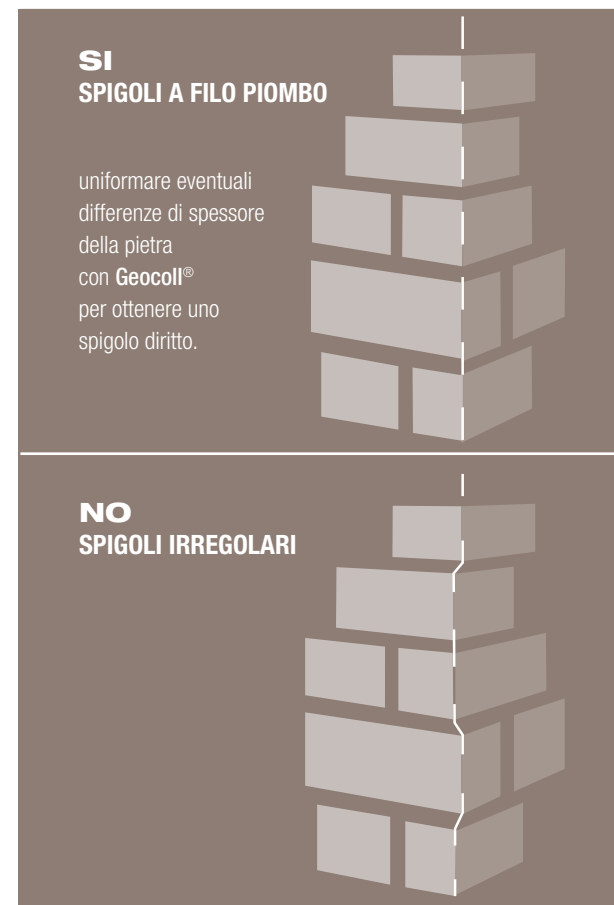 SI
SPIGOLI A FILO PIOMBO
uniformare eventuali
differenze di spessore
della pietra
con Geocoll®
per ottenere uno
spigolo diritto.
NO
SPIGOLI IRREGOLARI